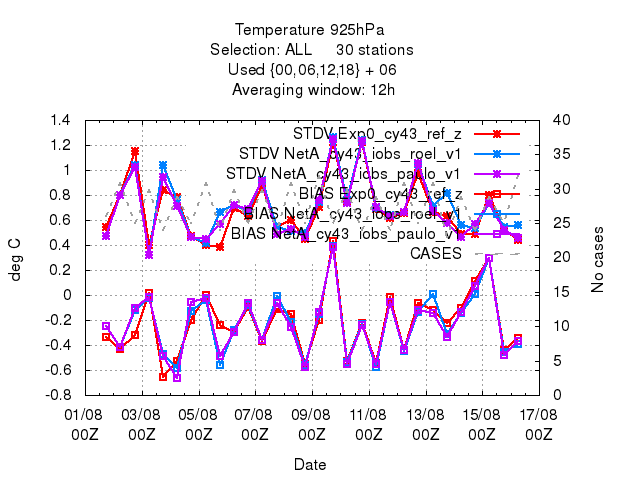 Temperature 925hPa
Selection: ALL 30 stations
Used {00,06,12,18} + 06
Averaging window: 12h
STDV Exp0_cy43_ref_z
STDV NetA_cy43_iobs_roel_v1
STDV NetA_cy43_iobs_paulo_v1
BIAS Exp0_cy43_ref_z
BIAS NetA_cy43_iobs_roel_v1
BIAS NetA_cy43_iobs_paulo_v1
CASES
deg C
1.4
1.2
1
0.8
0.6
0.4
0.2
0
-0.2
-0.4
-0.6
-0.8
No cases
40
35
30
25
20
15
10
5
0
01/08 03/08 05/08 07/08 09/08 11/08 13/08 15/08 17/08
00Z 00Z 00Z 00Z 00Z 00Z 00Z 00Z 00Z
Date